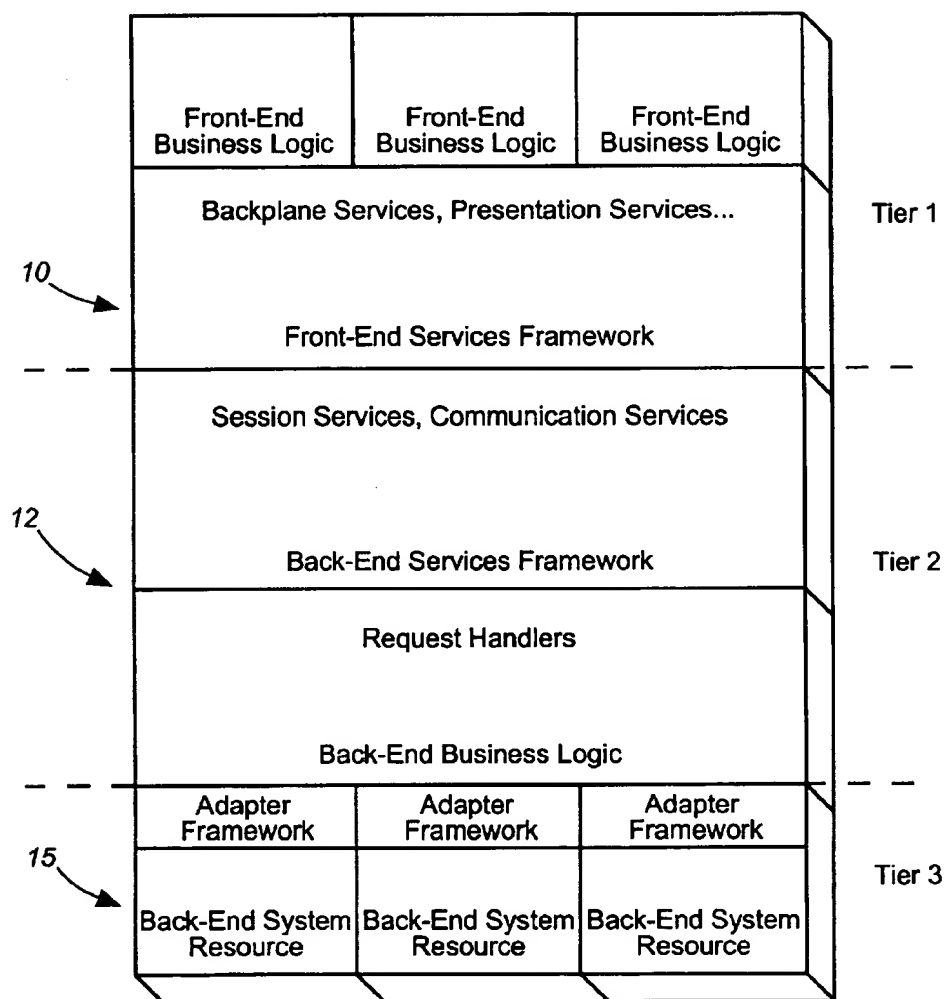 Front-End
Business Logic
Front-End
Business Logic
Front-End
Business Logic
Backplane Services, Presentation Services...
Tier 1
10
Front-End Services Framework
Session Services, Communication Services
12
Back-End Services Framework
Tier 2
Request Handlers
Back-End Business Logic
Adapter
Framework
Adapter
Framework
Adapter
Framework
15
Tier 3
Back-End System
Resource
Back-End System
Resource
Back-End System
Resource